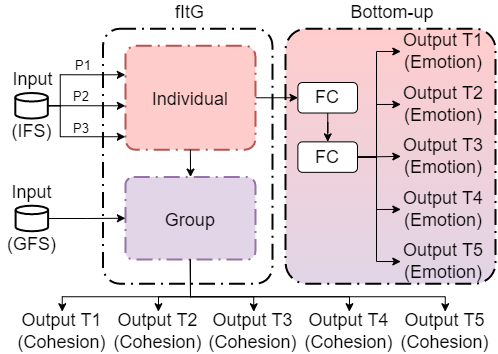 fItG
Bottom-up
Input
(IFS)
P1
P2
P3
Individual
FC
FC
Output T1
(Emotion)
Output T2
(Emotion)
Output T3
(Emotion)
Output T4
(Emotion)
Output T5
(Emotion)
Input
(GFS)
Group
Output T1
(Cohesion)
Output T2
(Cohesion)
Output T3
(Cohesion)
Output T4
(Cohesion)
Output T5
(Cohesion)